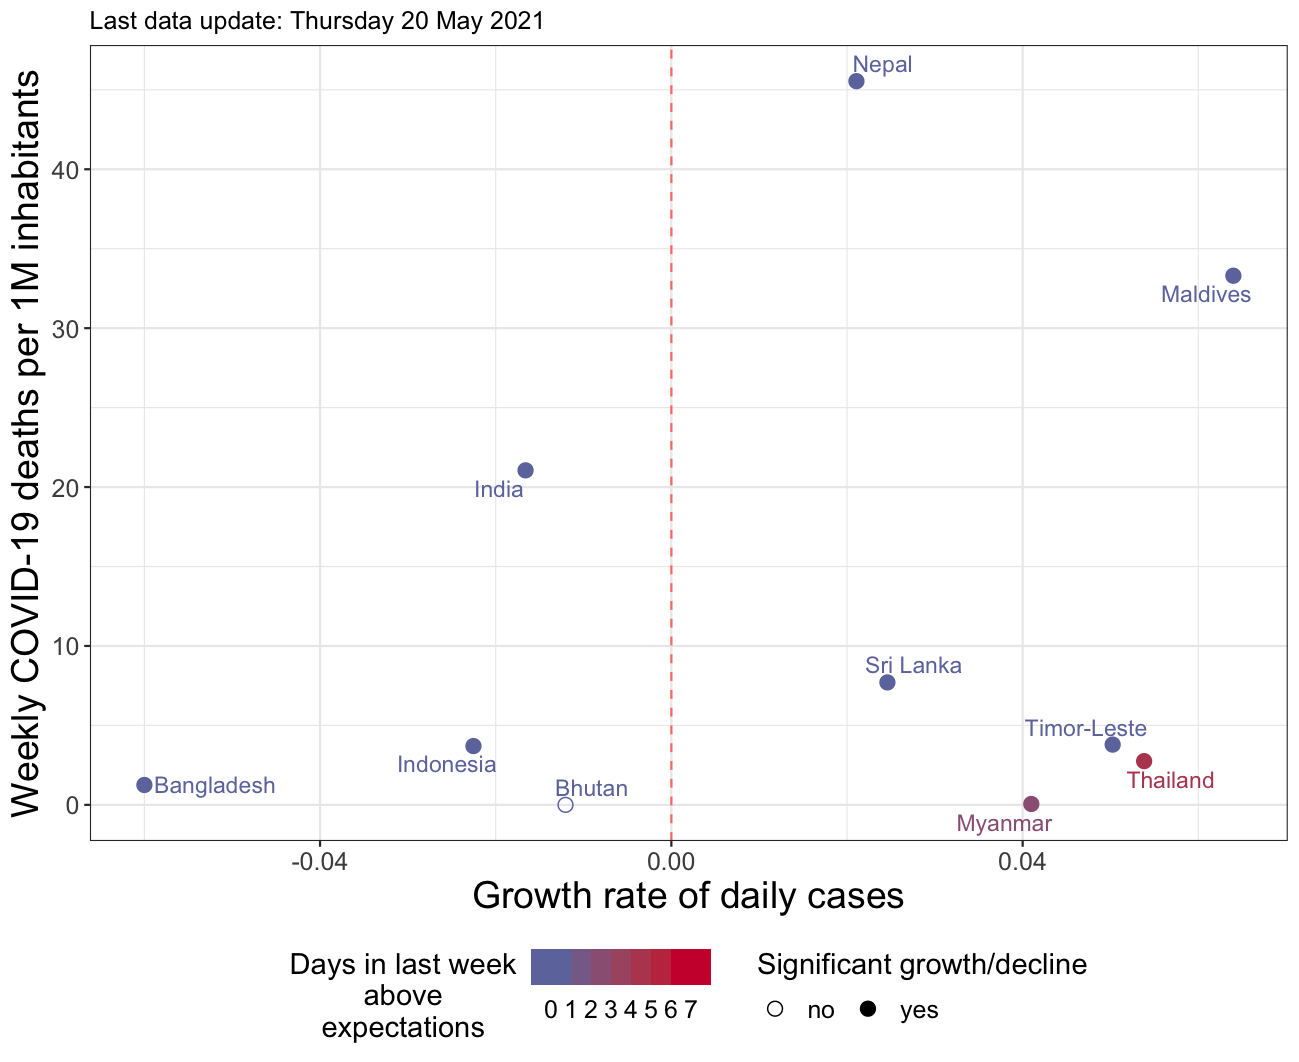 Last data update: Thursday 20 May 2021
Weekly COVID-19 deaths per 1M inhabitants
40
30
20
10
0
Nepal
Maldives
India
Sri Lanka
Timor-Leste
Indonesia
Thailand
Bangladesh
Bhutan
Myanmar
-0.04 0.00 0.04
Growth rate of daily cases
Days in last week
above
expectations
0 1 2 3 4 5 6 7
Significant growth/decline
no yes